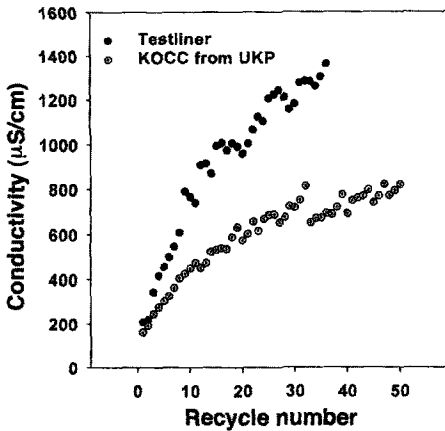 1600
1400
1200
1000
800
600
400
200
0
Conductivity (µS/cm)
Testliner
KOCC from UKP
0 10 20 30 40 50
Recycle number